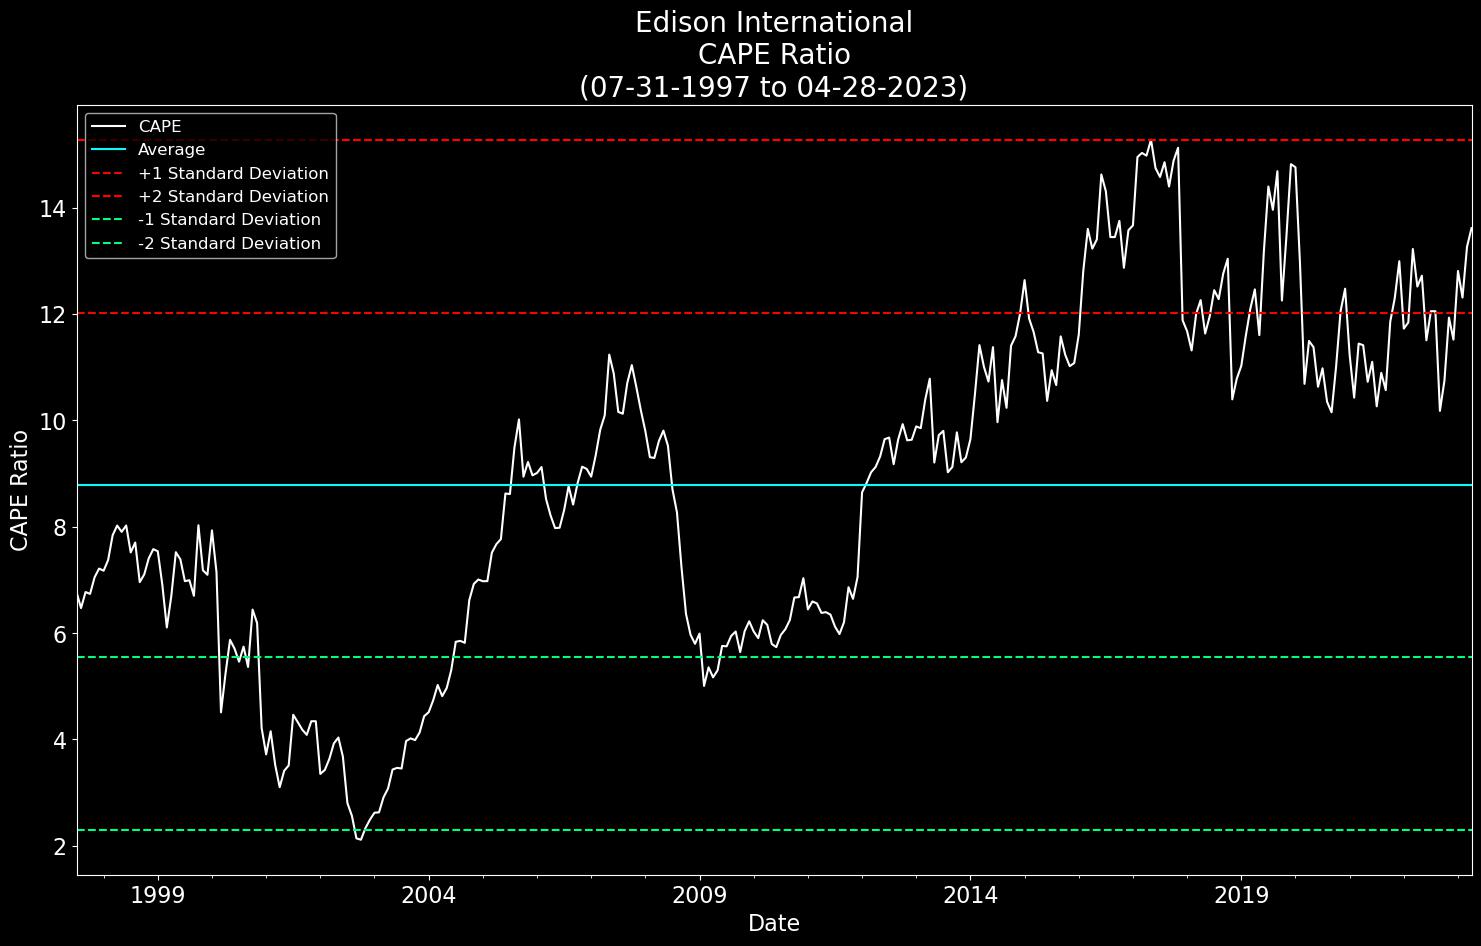 Edison International
CAPE Ratio
(07-31-1997 to 04-28-2023)
CAPE
Average
+1 Standard Deviation
+2 Standard Deviation
-1 Standard Deviation
-2 Standard Deviation
14
12
10
8
6
4
2
CAPE Ratio
1999
2004
2009
2014
2019
Date